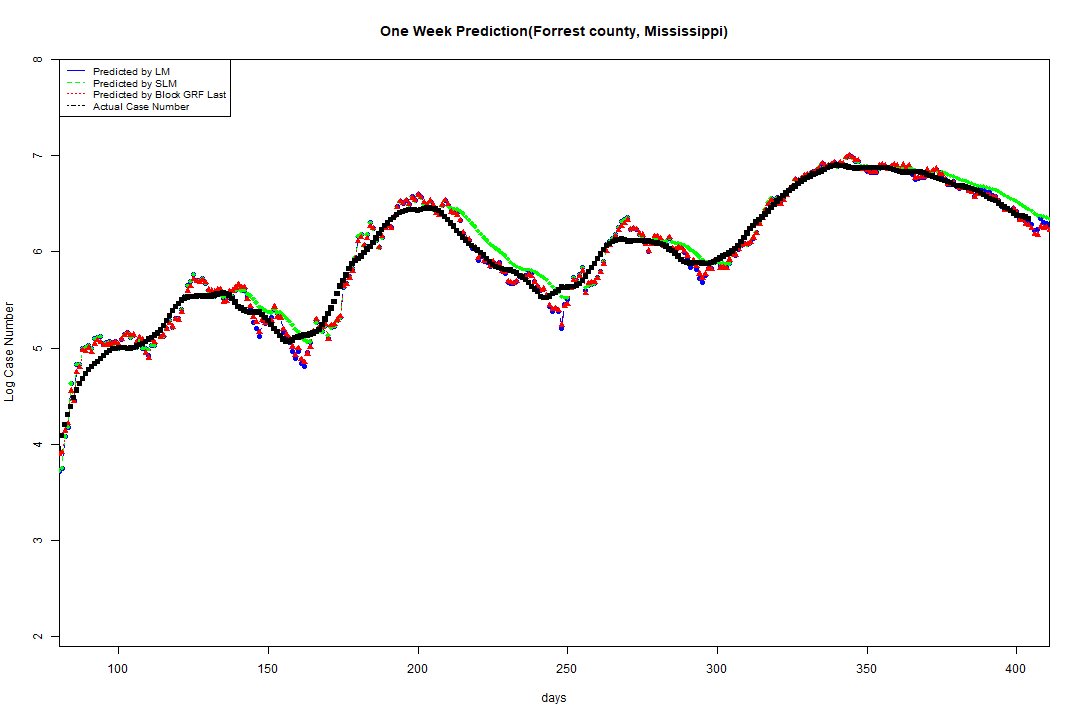 One Week Prediction(Forrest county, Mississippi)
Predicted by LM
Predicted by SLM
Predicted by Block GRF Last
Actual Case Number
8
7
6
5
4
3
2
Log Case Number
100 150 200 250 300 350 400
days